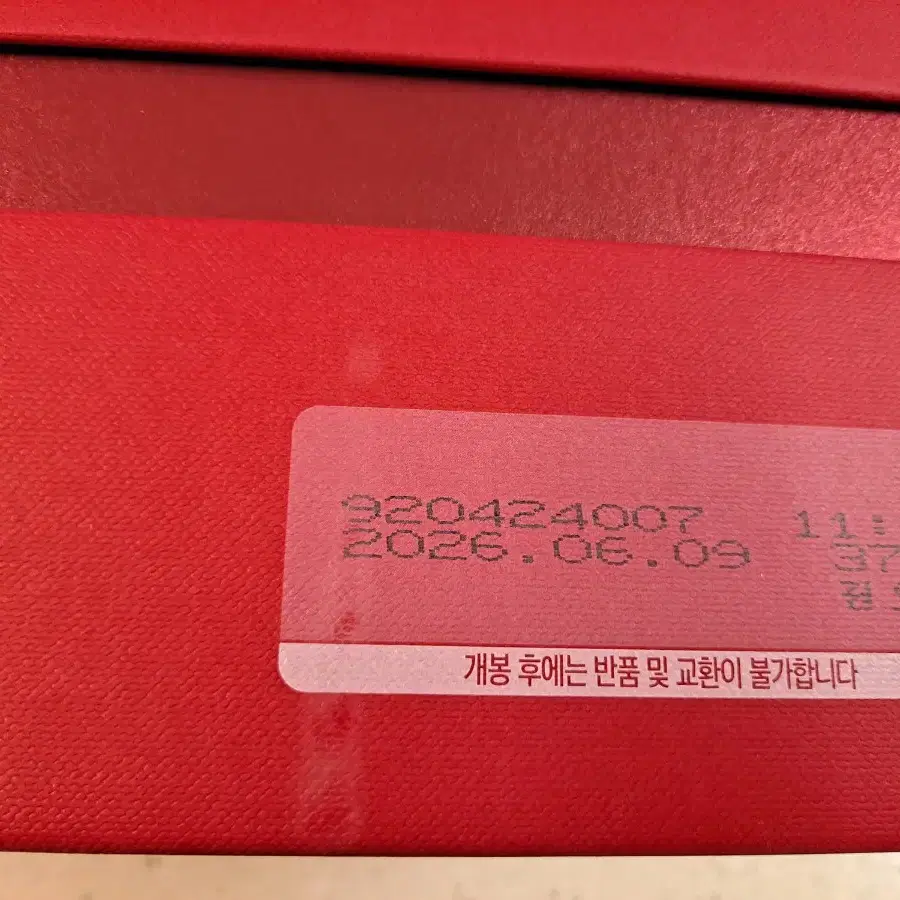 920424007 11:
2026.06.09 37
개봉 후에는 반품 및 교환이 불가합니다